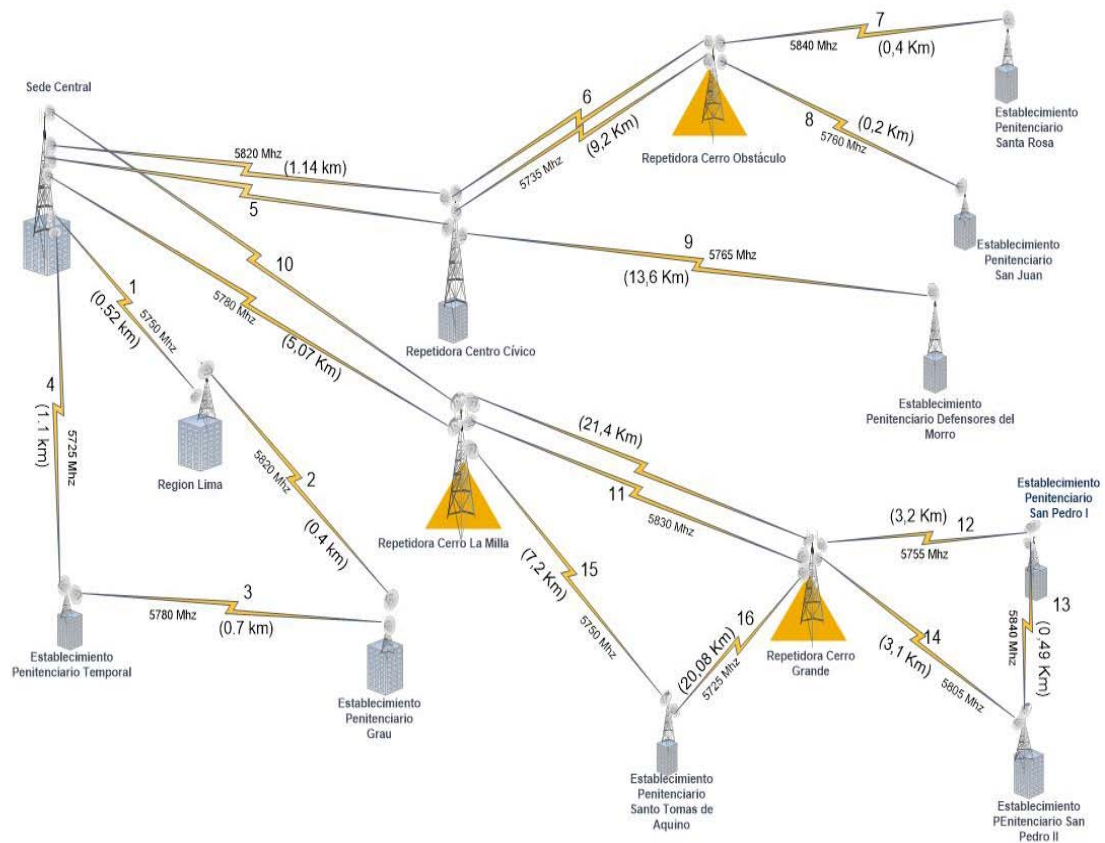 7
5840 Mhz
(0,4 Km)
Sede Central
6
Establecimiento
Penitenciario
Santa Rosa
8
(0,2 Km)
5760 Mhz
(9,2 Km)
5735 Mhz
Repetidora Cerro Obstáculo
5820 Mhz
(1.14 km)
5
9
5765 Mhz
(13,6 Km)
Establecimiento
Penitenciario
San Juan
10
1
5750 Mhz
(0.52 km)
5780 Mhz
(5,07 Km)
Repetidora Centro Cívico
4
(1.1 km)
5725 Mhz
Establecimiento
Penitenciario Defensores del
Morro
(21,4 Km)
2
5820 Mhz
(0.4 km)
Region Lima
11
5830 Mhz
Establecimiento
Penitenciario
San Pedro I
(3,2 Km)
12
5755 Mhz
Repetidora Cerro La Milla
15
(7,2 Km)
5750 Mhz
3
5780 Mhz
(0.7 km)
13
5840 Mhz
(0,49 Km)
16
(20,08 Km)
5725 Mhz
14
(3,1 Km)
5805 Mhz
Repetidora Cerro
Grande
Establecimiento
Penitenciario Temporal
Establecimiento
Penitenciario
Grau
Establecimiento
Penitenciario
Santo Tomas de
Aquino
Establecimiento
PEnitenciario San
Pedro II